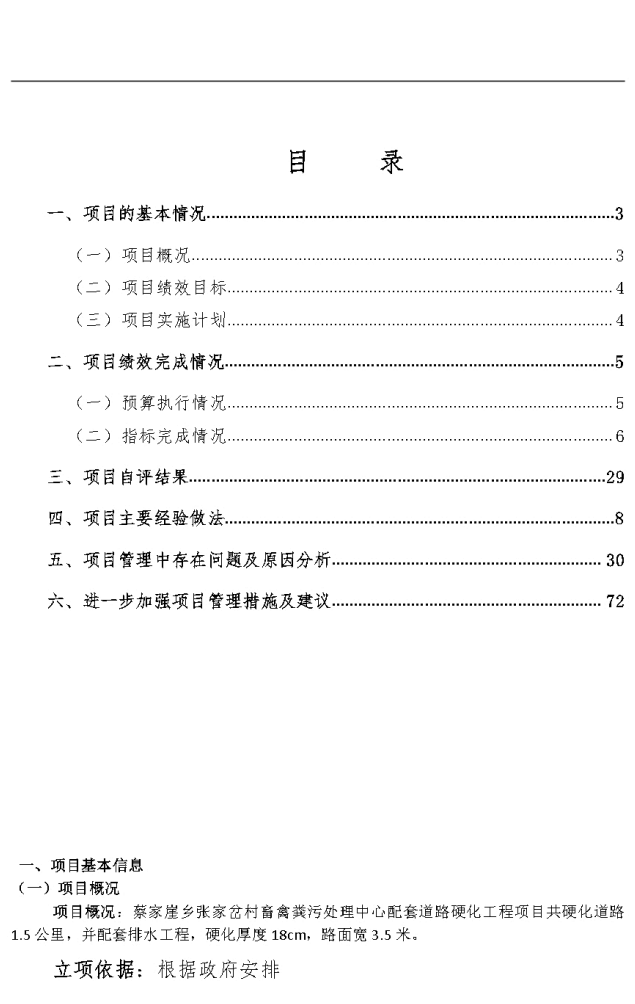 目 录
一、项目的基本情况........................3
（一）项目概况........................3
（二）项目绩效目标........................4
（三）项目实施计划........................4
二、项目绩效完成情况........................5
（一）预算执行情况........................5
（二）指标完成情况........................6
三、项目自评结果........................29
四、项目主要经验做法........................8
五、项目管理中存在问题及原因分析........................30
六、进一步加强项目管理措施及建议........................72
一、项目基本信息
（一）项目概况
项目概况：蔡家崖乡张家岔村畜禽粪污处理中心配套道路硬化工程项目共硬化道路
1.5公里，并配套排水工程，硬化厚度18cm，路面宽3.5米。
立项依据：根据政府安排